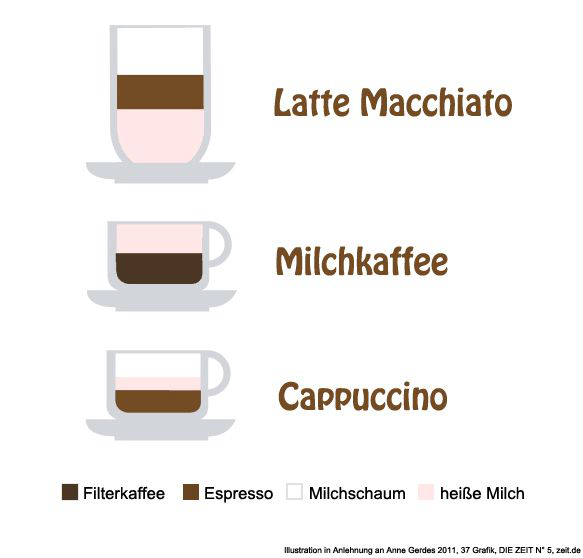 Latte Macchiato
Milchkaffee
Cappuccino
Filterkaffee Espresso Milchschaum heiße Milch
Illustration in Anlehnung an Anne Gerdes 2011, 37 Grafik, DIE ZEIT N° 5, zeit.de